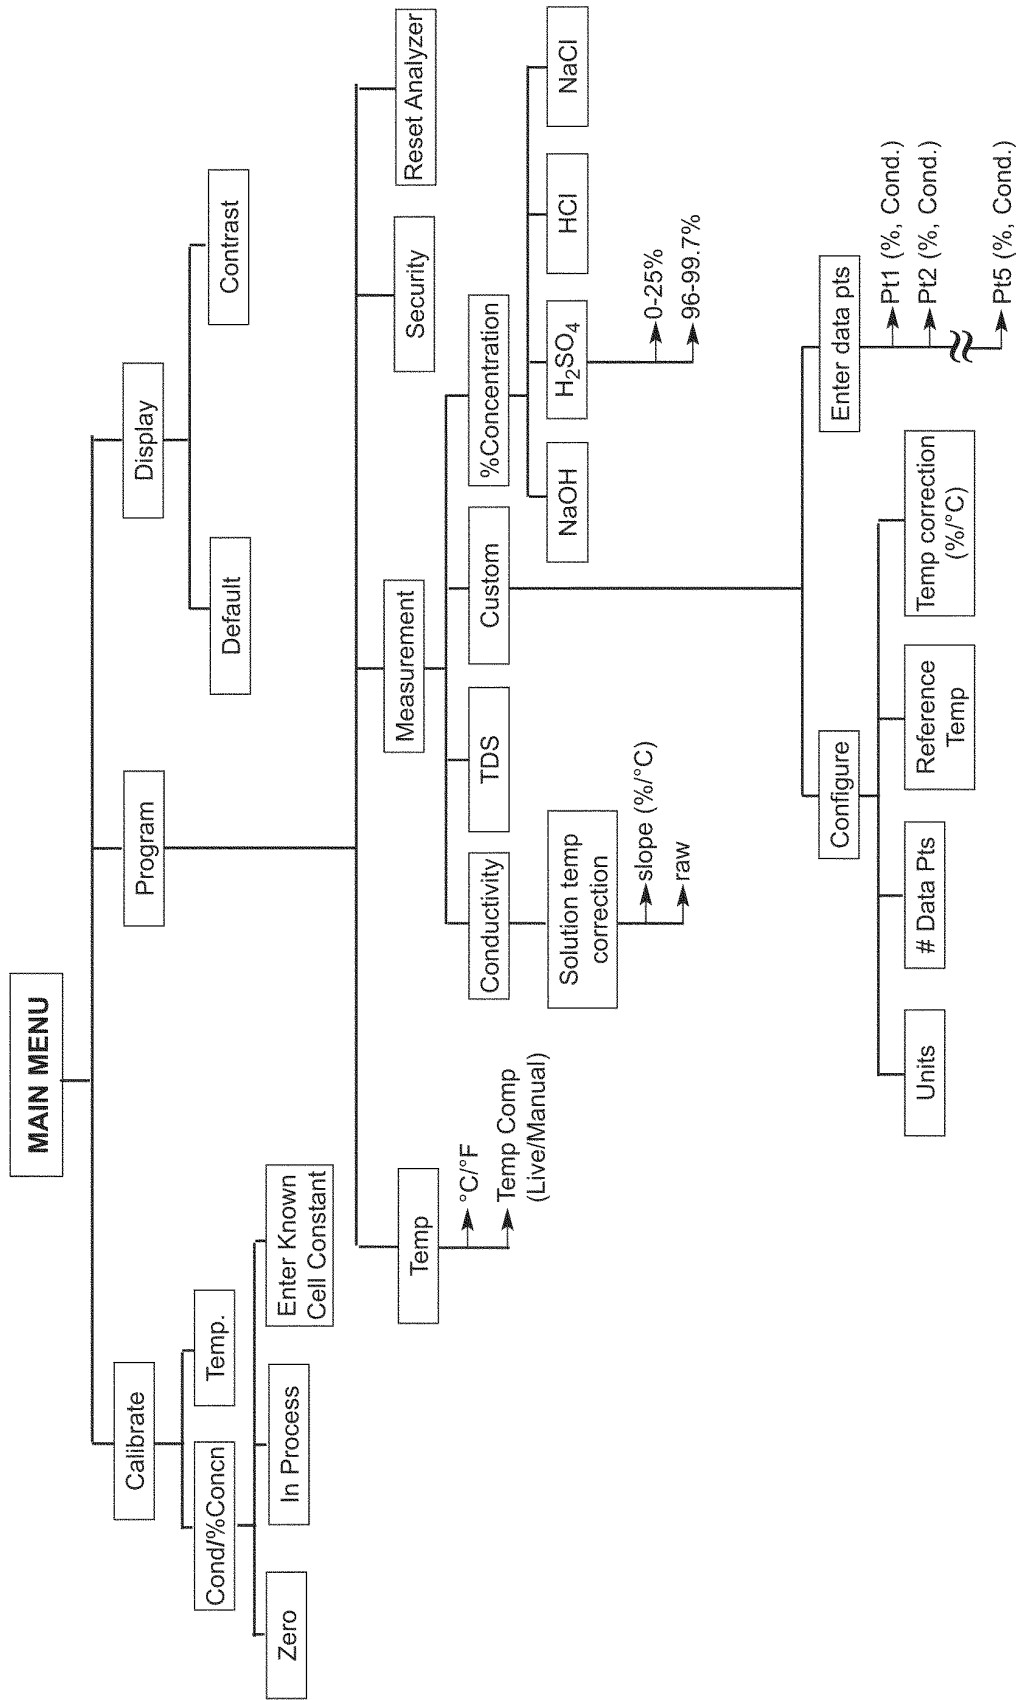 MAIN MENU
Calibrate
Program
Display
Cond/%Concn
Temp.
Default
Contrast
Zero
In Process
Enter Known
Cell Constant
Temp
Measurement
Security
Reset Analyzer
°C/°F
Temp Comp
(Live/Manual)
Conductivity
TDS
Custom
%Concentration
Solution temp
correction
slope (%/°C)
raw
NaOH
H₂SO₄
HCl
NaCl
0-25%
96-99.7%
Configure
Enter data pts
Units
# Data Pts
Reference
Temp
Temp correction
(%/°C)
Pt1 (%, Cond.)
Pt2 (%, Cond.)
Pt5 (%, Cond.)